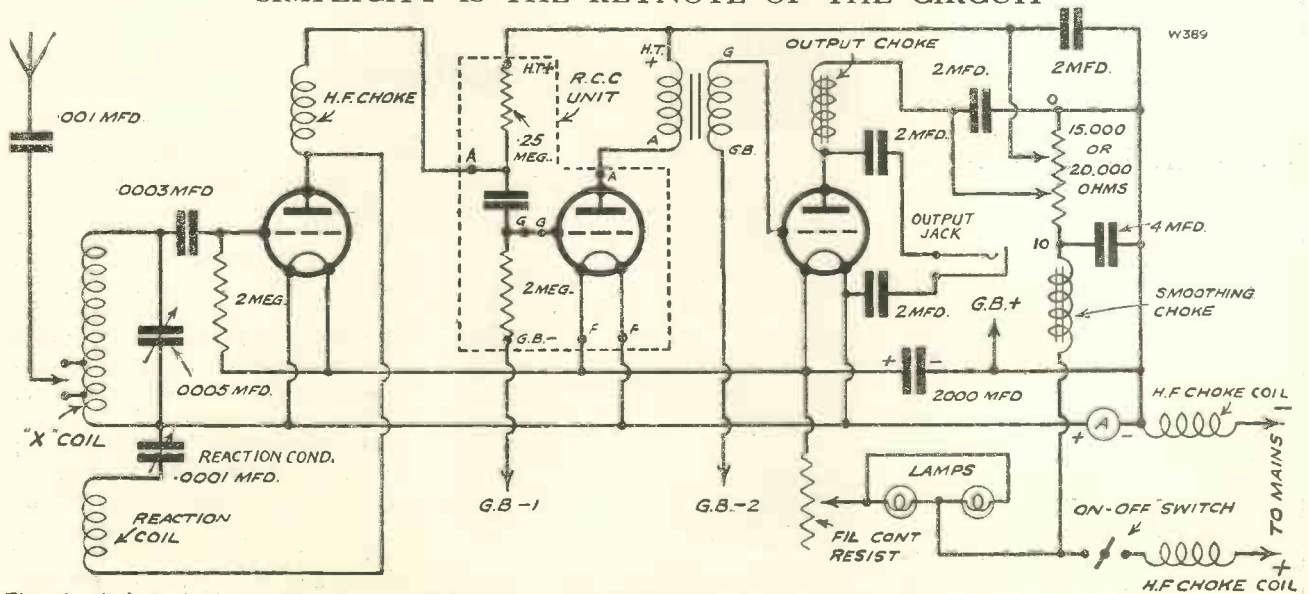 SIMPLICITY IS THE KEYNOTE OF THE CIRCUIT
W389
.001 MFD.
H.F. CHOKE
H.T.+
R.C.C
UNIT
.25
MEG.
A
.0003 MFD
G
G
2 MEG.
2 MEG.
G.B.-
F
F
A
H.T.
+
A
G
G.B.
OUTPUT CHOKE
2 MFD.
2 MFD.
2 MFD.
O
15,000
OR
20,000
OHMS
OUTPUT
JACK
10
4 MFD.
2 MFD.
G.B.+
SMOOTHING
CHOKE
+
-
2000 MFD
.0005 MFD.
"X" COIL
REACTION COND.
.0001 MFD.
REACTION
COIL
G.B.-1
G.B.-2
+ A -
H.F CHOKE COIL
-
LAMPS
FIL CONT
RESIST
"ON-OFF" SWITCH
TO MAINS
+
H.F CHOKE COIL